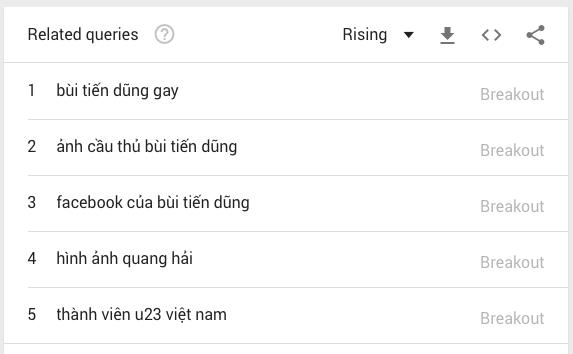 Related queries ? Rising
1 bùi tiến dũng gay Breakout
2 ảnh cầu thủ bùi tiến dũng Breakout
3 facebook của bùi tiến dũng Breakout
4 hình ảnh quang hải Breakout
5 thành viên u23 việt nam Breakout